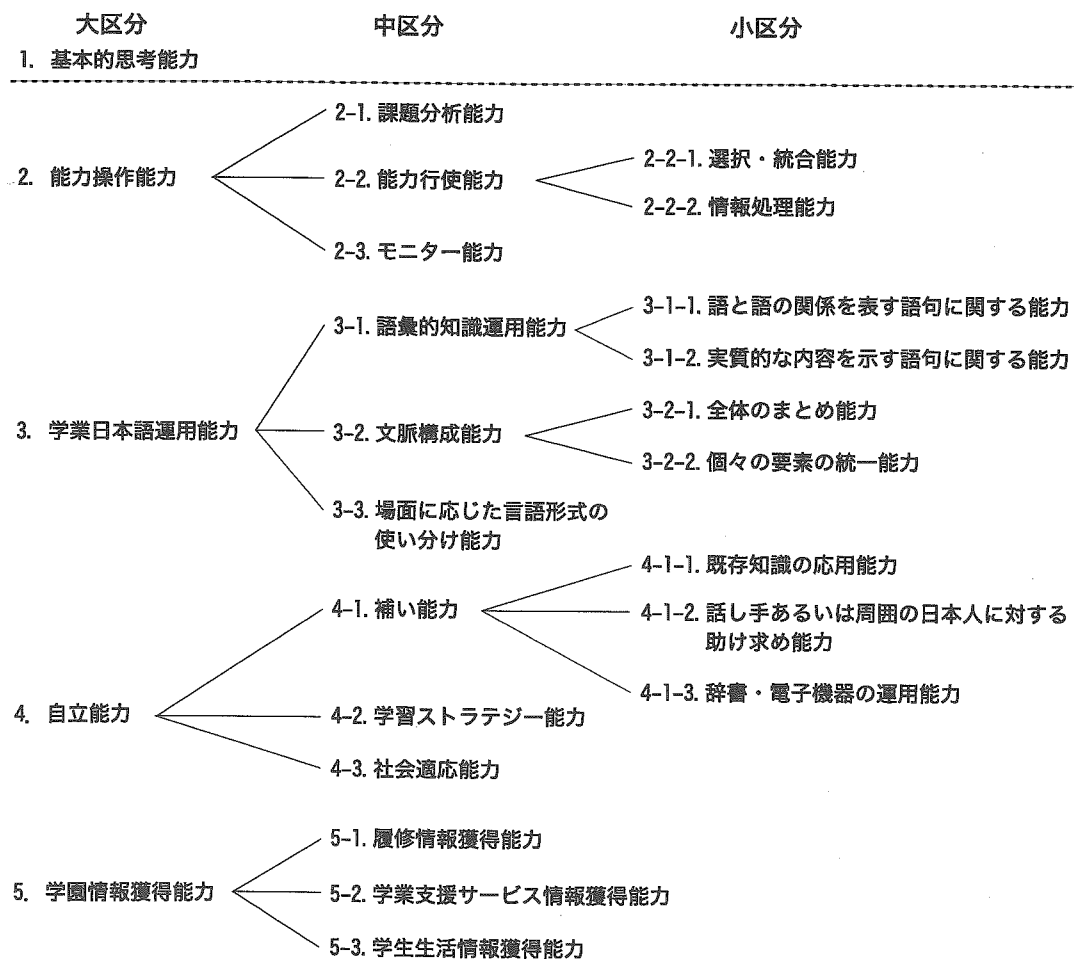 大区分 中区分 小区分
1. 基本的思考能力
2-1. 課題分析能力
2. 能力操作能力
2-2. 能力行使能力
2-2-1. 選択・統合能力
2-2-2. 情報処理能力
2-3. モニター能力
3-1. 語彙的知識運用能力
3-1-1. 語と語の関係を表す語句に関する能力
3-1-2. 実質的な内容を示す語句に関する能力
3. 学業日本語運用能力
3-2. 文脈構成能力
3-2-1. 全体のまとめ能力
3-2-2. 個々の要素の統一能力
3-3. 場面に応じた言語形式の
使い分け能力
4-1. 補い能力
4-1-1. 既存知識の応用能力
4-1-2. 話し手あるいは周囲の日本人に対する
助け求め能力
4-1-3. 辞書・電子機器の運用能力
4. 自立能力
4-2. 学習ストラテジー能力
4-3. 社会適応能力
5-1. 履修情報獲得能力
5. 学園情報獲得能力
5-2. 学業支援サービス情報獲得能力
5-3. 学生生活情報獲得能力